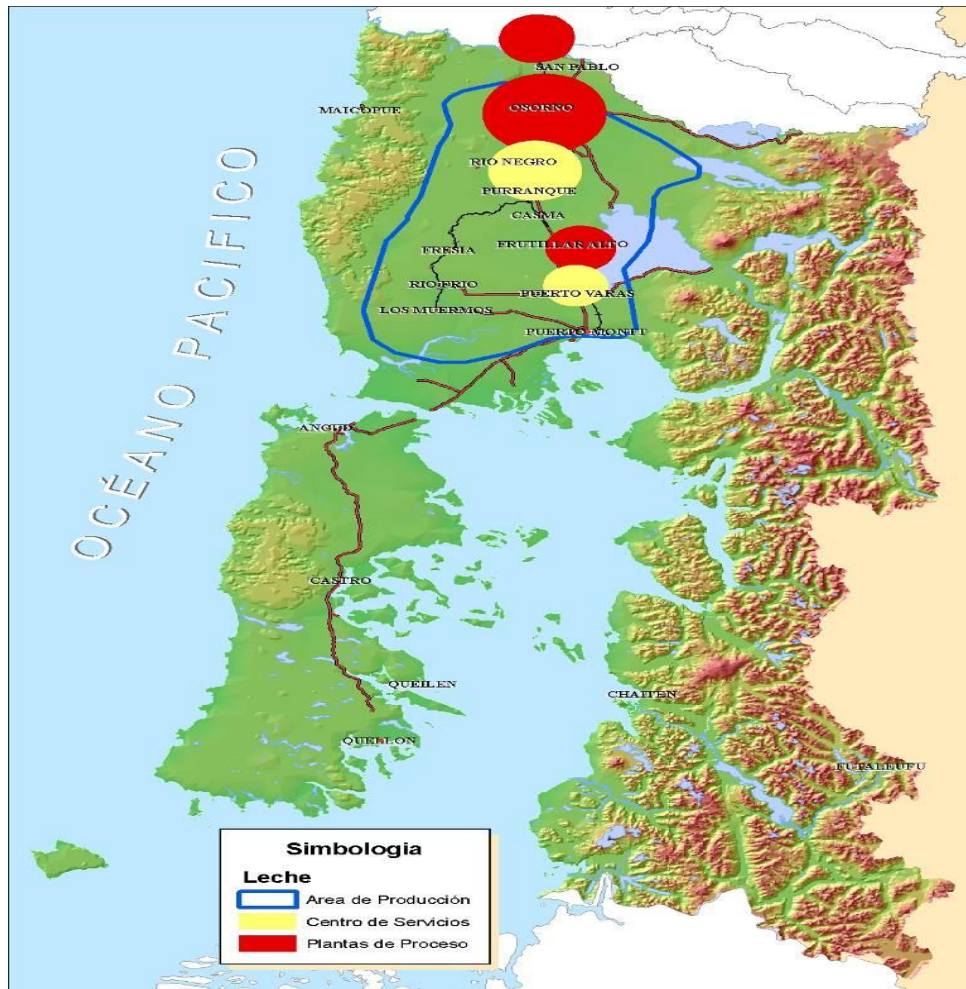 SAN PABLO
OSORNO
MAICOPUE
RIO NEGRO
PURRANQUE
CASMA
FRUTILLAR ALTO
FRESIA
RIO FRIO
PUERTO VARAS
LOS MUERMOS
PUERTO MONTT
OCÉANO PACIFICO
ANCUD
CASTRO
QUEILEN
CHAITEN
QUELLON
FUTALEUFU
Simbologia
Leche
Area de Producción
Centro de Servicios
Plantas de Proceso